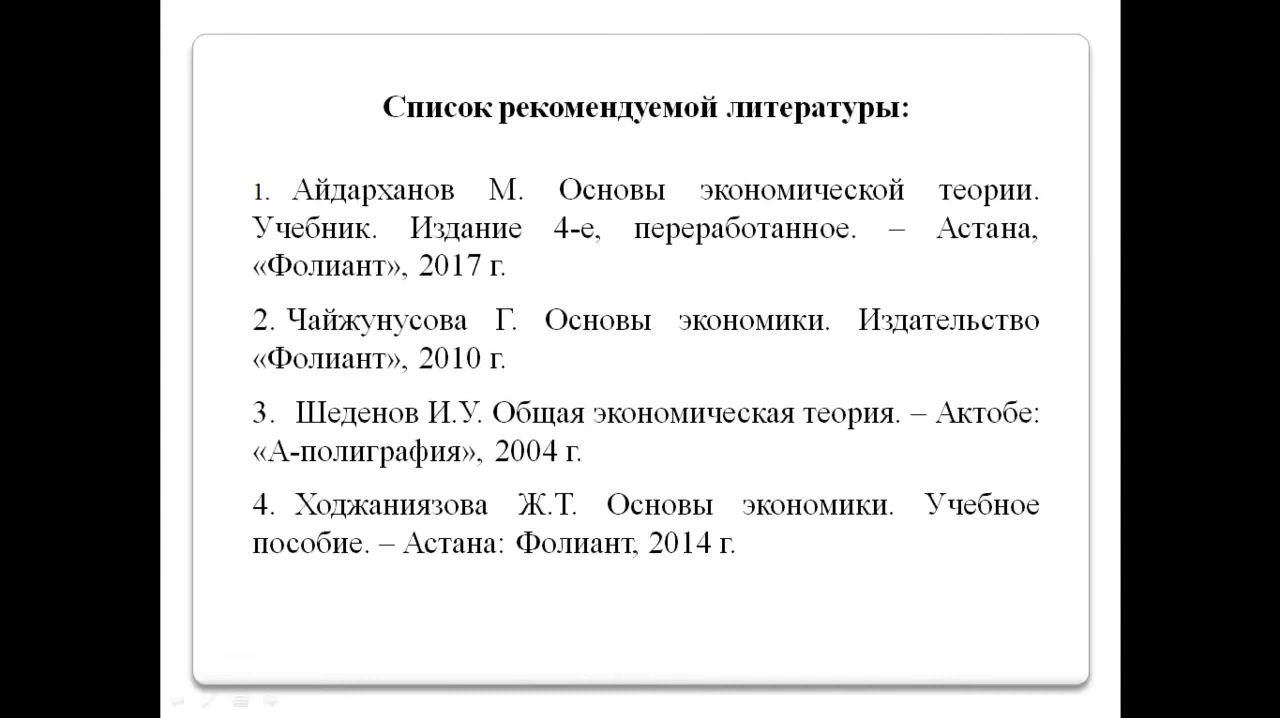 Список рекомендуемой литературы:
1. Айдарханов М. Основы экономической теории.
Учебник. Издание 4-е, переработанное. – Астана,
«Фолиант», 2017 г.
2. Чайжунусова Г. Основы экономики. Издательство
«Фолиант», 2010 г.
3. Шеденов И.У. Общая экономическая теория. – Актобе:
«А-полиграфия», 2004 г.
4. Ходжаниязова Ж.Т. Основы экономики. Учебное
пособие. – Астана: Фолиант, 2014 г.